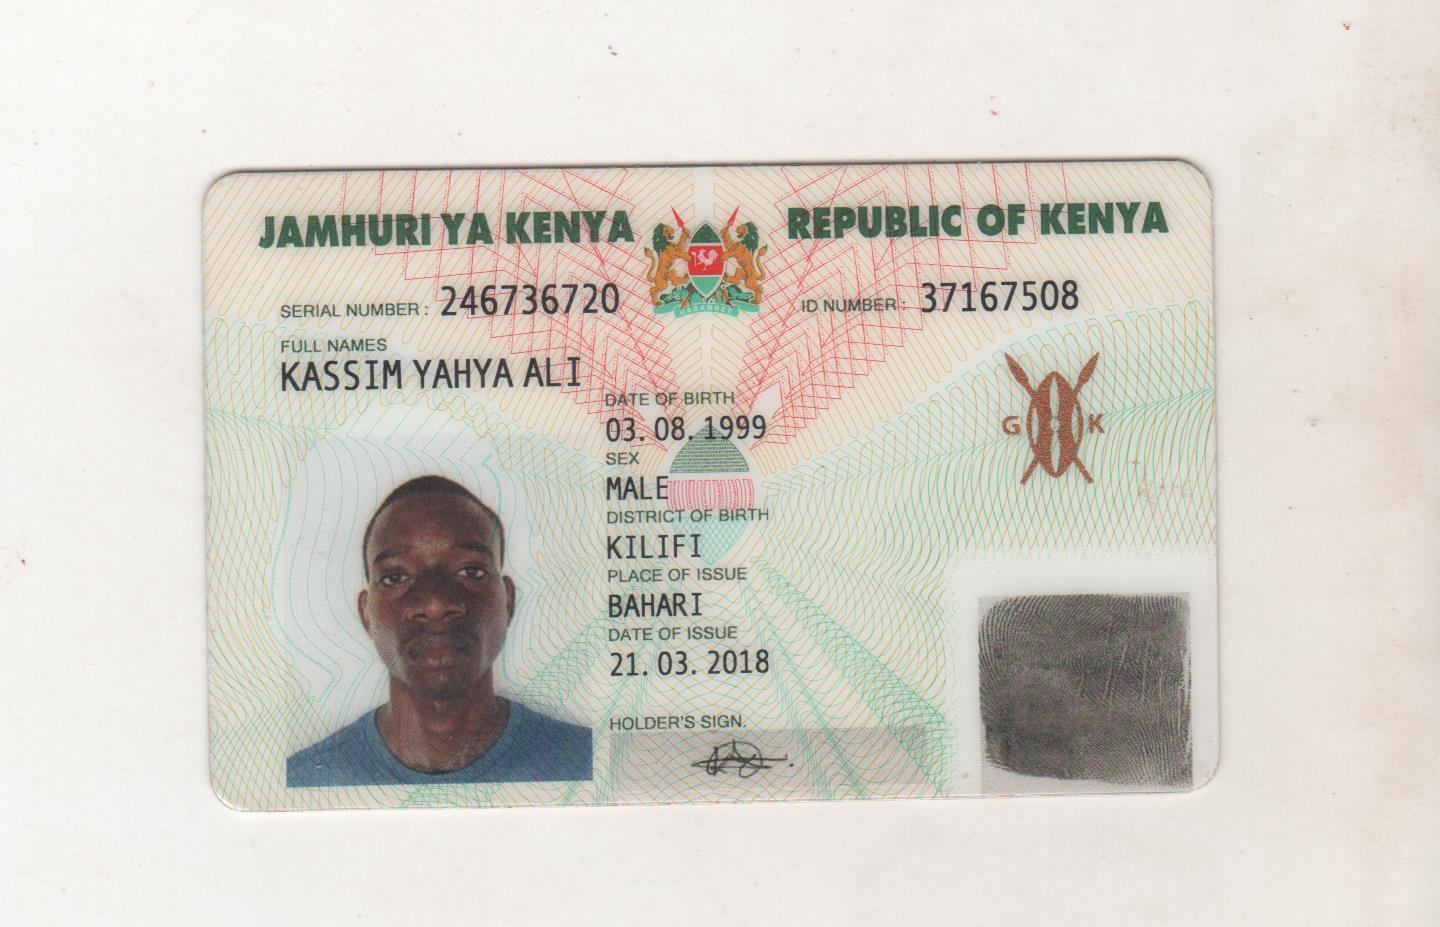 JAMHURI YA KENYA REPUBLIC OF KENYA
HARAMBEE
SERIAL NUMBER : 246736720 ID NUMBER : 37167508
FULL NAMES
KASSIM YAHYA ALI
DATE OF BIRTH
03. 08. 1999
G K
SEX
MALE
DISTRICT OF BIRTH
KILIFI
PLACE OF ISSUE
BAHARI
DATE OF ISSUE
21. 03. 2018
HOLDER'S SIGN.